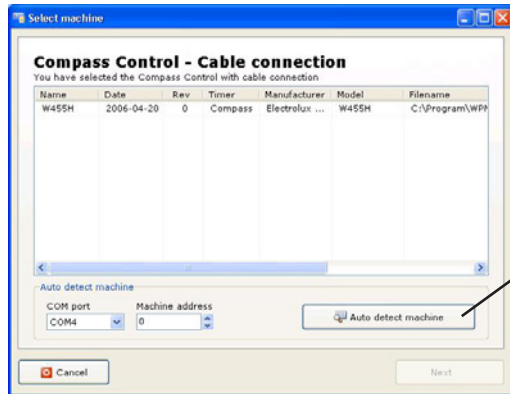 Select machine
Compass Control - Cable connection
You have selected the Compass Control with cable connection
Name Date Rev Timer Manufacturer Model Filename
W455H 2006-04-20 0 Compass Electrolux ... W455H C:\Program\WPM
Auto detect machine
COM port Machine address
COM4 0 Auto detect machine
Cancel Next